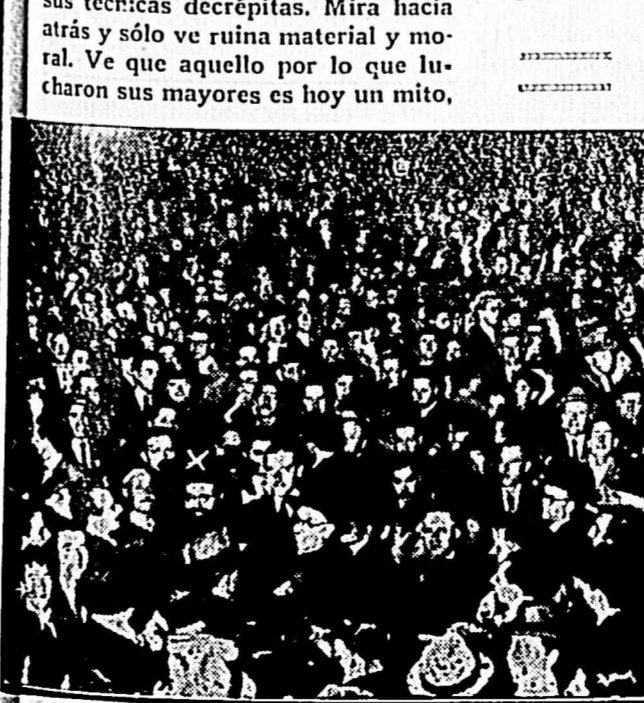 sus técnicas decrépitas. Mira hacia
atrás y sólo ve ruina material y mo-
ral. Ve que aquello por lo que lu-
charon sus mayores es hoy un mito,